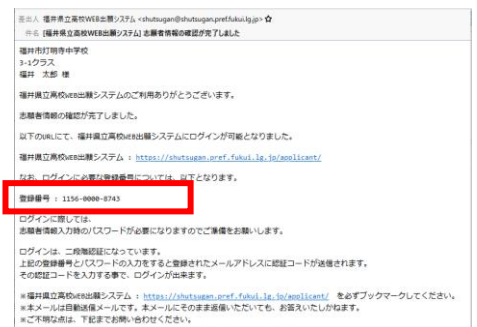 差出人 福井県立高校WEB出願システム <shutsugan@shutsugan.pref.fukui.lg.jp> ☆
件名 [福井県立高校WEB出願システム] 志願者情報の確認が完了しました
福井市灯明寺中学校
3-1クラス
福井 太郎 様
福井県立高校WEB出願システムのご利用ありがとうございます。
志願者情報の確認が完了しました。
以下のURLにて、福井県立高校WEB出願システムにログインが可能となりました。
福井県立高校WEB出願システム : https://shutsugan.pref.fukui.lg.jp/applicant/
なお、ログインに必要な登録番号については、以下となります。
登録番号 : 1156-0000-0743
ログインに際しては、
志願者情報入力時のパスワードが必要になりますのでご準備をお願いします。
ログインは、二段階認証になっています。
上記の登録番号とパスワードの入力をすると登録されたメールアドレスに認証コードが送信されます。
その認証コードを入力する事で、ログインが出来ます。
※福井県立高校WEB出願システム : https://shutsugan.pref.fukui.lg.jp/applicant/ を必ずブックマークしてください。
※本メールは自動送信メールです。本メールにそのまま返信いただいても、お答えいたしかねます。
※ご不明な点は、下記までお問い合わせください。